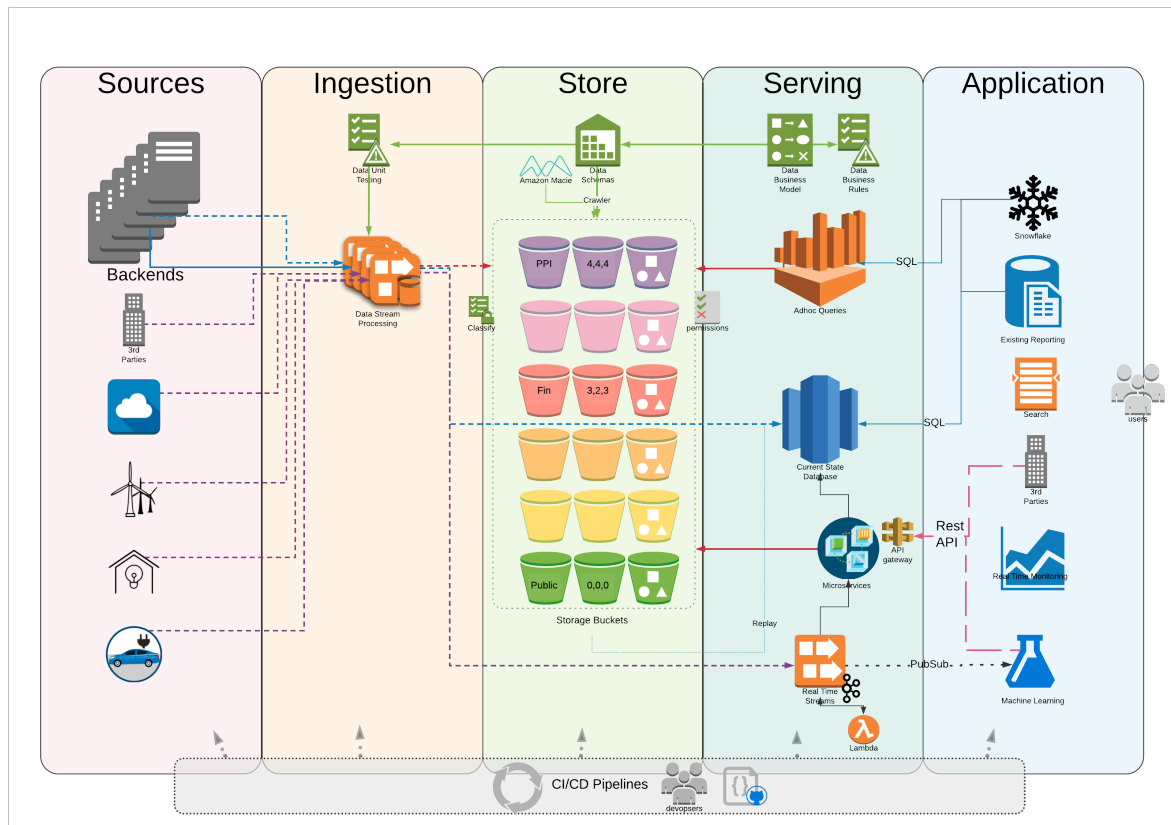 Sources
Ingestion
Store
Serving
Application
Backends
3rd
Parties
Data Unit
Testing
Data Stream
Processing
Amazon Macie
Data
Schemas
Crawler
Classify
PPI
4,4,4
Fin
3,2,3
Public
0,0,0
Storage Buckets
permissions
Data
Business
Model
Data
Business
Rules
Adhoc Queries
SQL
Current State
Database
SQL
API
gateway
Microservices
Rest
API
Replay
Real Time
Streams
PubSub
Lambda
Snowflake
Existing Reporting
Search
users
3rd
Parties
Real Time Monitoring
Machine Learning
CI/CD Pipelines
devopsers